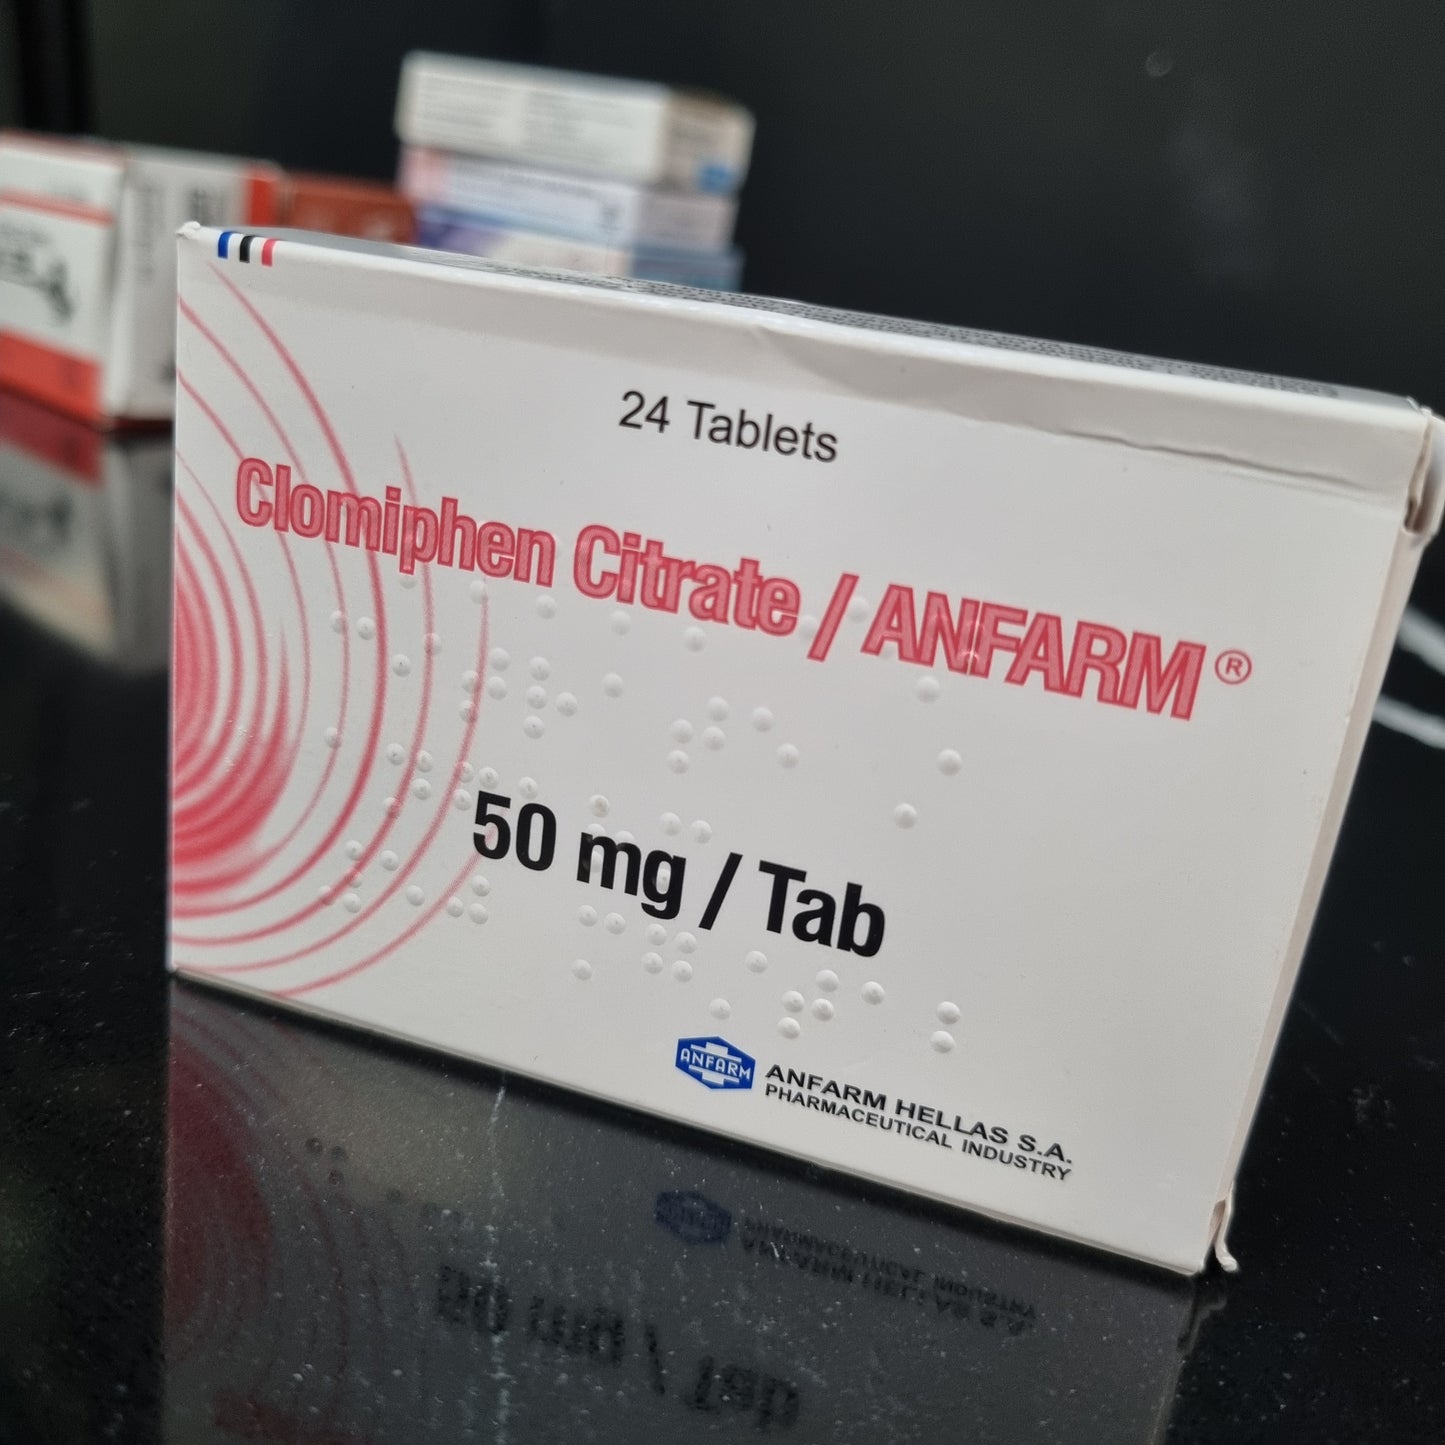 24 Tablets
Clomiphen Citrate / ANFARM®
50 mg / Tab
ANFARM
ANFARM HELLAS S.A.
PHARMACEUTICAL INDUSTRY